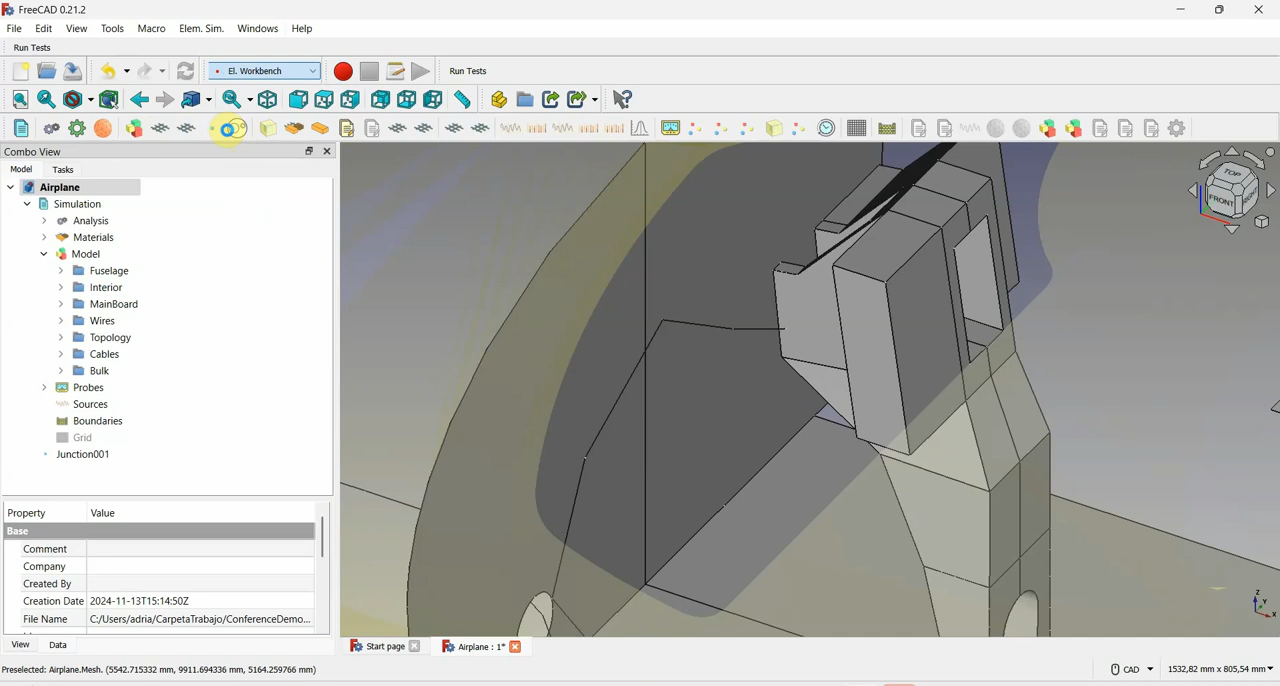 FreeCAD 0.21.2
File Edit View Tools Macro Elem. Sim. Windows Help
Run Tests
El. Workbench Run Tests
Combo View
Model Tasks
Airplane
Simulation
Analysis
Materials
Model
Fuselage
Interior
MainBoard
Wires
Topology
Cables
Bulk
Probes
Sources
Boundaries
Grid
Junction001
TOP
FRONT
RIGHT
Property Value
Base
Comment
Company
Created By
Creation Date 2024-11-13T15:14:50Z
File Name C:/Users/adria/CarpetaTrabajo/ConferenceDemo...
View Data
Start page Airplane : 1*
Z
Y
X
Preselected: Airplane.Mesh. (5542.715332 mm, 9911.694336 mm, 5164.259766 mm) CAD 1532,82 mm x 805,54 mm